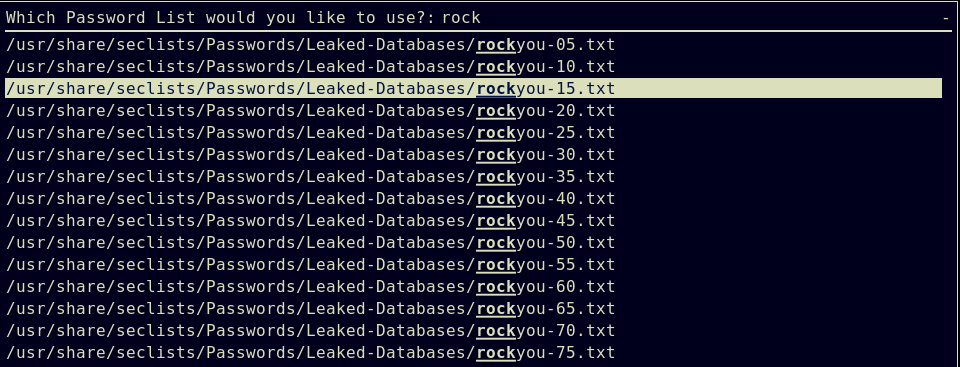 Which Password List would you like to use?: rock -
/usr/share/seclists/Passwords/Leaked-Databases/rockyou-05.txt
/usr/share/seclists/Passwords/Leaked-Databases/rockyou-10.txt
/usr/share/seclists/Passwords/Leaked-Databases/rockyou-15.txt
/usr/share/seclists/Passwords/Leaked-Databases/rockyou-20.txt
/usr/share/seclists/Passwords/Leaked-Databases/rockyou-25.txt
/usr/share/seclists/Passwords/Leaked-Databases/rockyou-30.txt
/usr/share/seclists/Passwords/Leaked-Databases/rockyou-35.txt
/usr/share/seclists/Passwords/Leaked-Databases/rockyou-40.txt
/usr/share/seclists/Passwords/Leaked-Databases/rockyou-45.txt
/usr/share/seclists/Passwords/Leaked-Databases/rockyou-50.txt
/usr/share/seclists/Passwords/Leaked-Databases/rockyou-55.txt
/usr/share/seclists/Passwords/Leaked-Databases/rockyou-60.txt
/usr/share/seclists/Passwords/Leaked-Databases/rockyou-65.txt
/usr/share/seclists/Passwords/Leaked-Databases/rockyou-70.txt
/usr/share/seclists/Passwords/Leaked-Databases/rockyou-75.txt